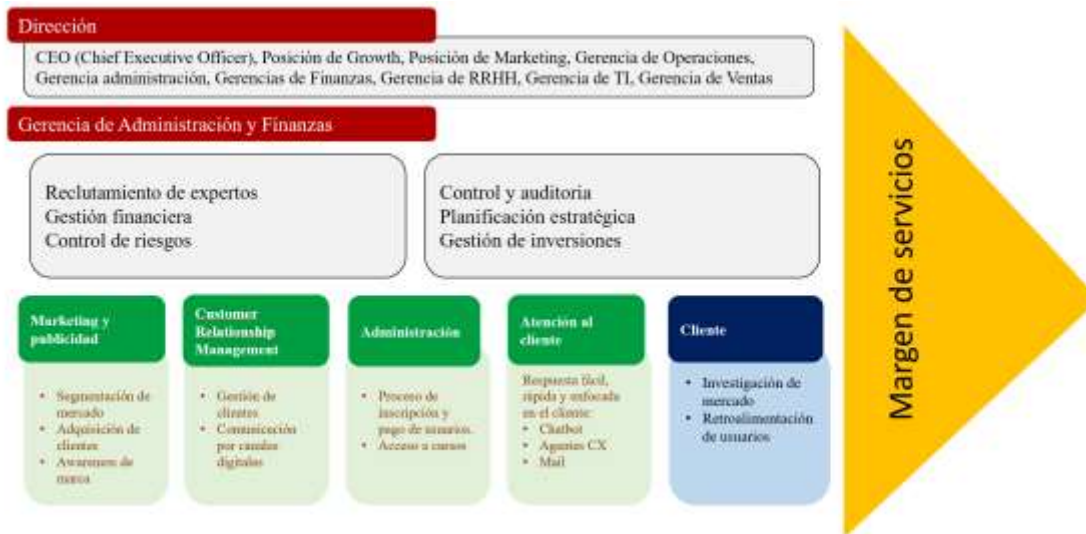 Dirección
CEO (Chief Executive Officer), Posición de Growth, Posición de Marketing, Gerencia de Operaciones,
Gerencia administración, Gerencias de Finanzas, Gerencia de RRHH, Gerencia de TI, Gerencia de Ventas
Gerencia de Administración y Finanzas
Reclutamiento de expertos
Gestión financiera
Control de riesgos
Control y auditoria
Planificación estratégica
Gestión de inversiones
Marketing y
publicidad
• Segmentación de
mercado
• Adquisición de
clientes
• Awarenes de
marca
Customer
Relationship
Management
• Gestión de
clientes
• Comunicación
por canales
digitales
Administración
• Proceso de
inscripción y
pago de usuarios.
• Acceso a cursos
Atención al
cliente
Respuesta fácil,
rápida y enfocada
en el cliente:
• Chatbot
• Agentes CX
• Mail
Cliente
• Investigación de
mercado
• Retroalimentación
de usuarios
Margen de servicios